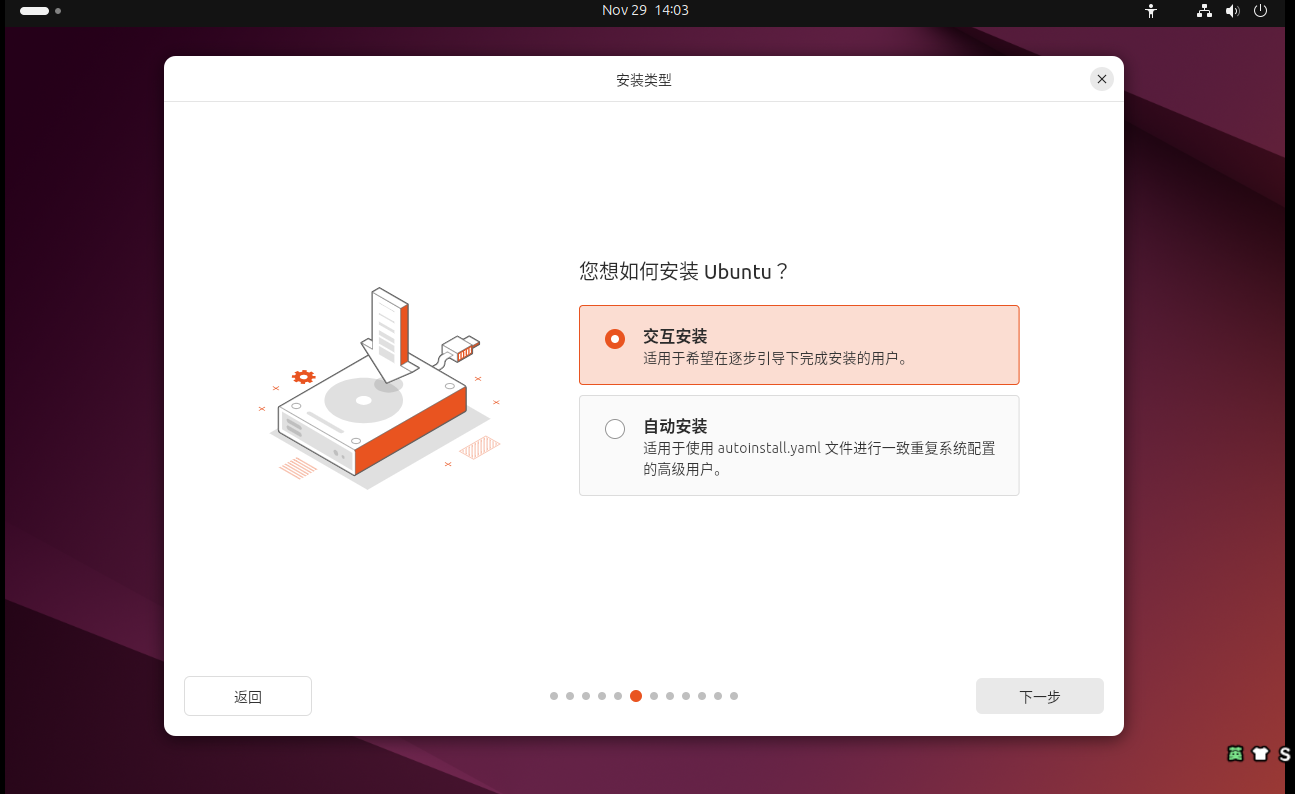 Nov 29 14:03
安装类型
您想如何安装 Ubuntu？
交互安装
适用于希望在逐步引导下完成安装的用户。
自动安装
适用于使用 autoinstall.yaml 文件进行一致重复系统配置
的高级用户。
返回
下一步
英
S